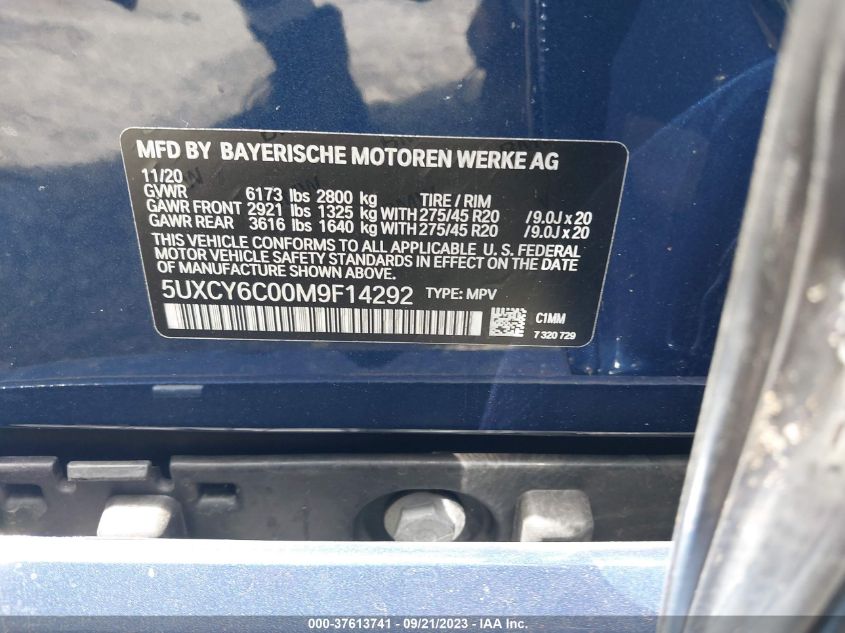 MFD BY BAYERISCHE MOTOREN WERKE AG
11/20
GVWR 6173 lbs 2800 kg TIRE / RIM
GAWR FRONT 2921 lbs 1325 kg WITH 275/45 R20 / 9.0J x 20
GAWR REAR 3616 lbs 1640 kg WITH 275/45 R20 / 9.0J x 20
THIS VEHICLE CONFORMS TO ALL APPLICABLE U. S. FEDERAL
MOTOR VEHICLE SAFETY STANDARDS IN EFFECT ON THE DATE OF
MANUFACTURE SHOWN ABOVE.
5UXCY6C00M9F14292 TYPE: MPV
C1MM
7 320 729
000-37613741 - 09/21/2023 - IAA Inc.